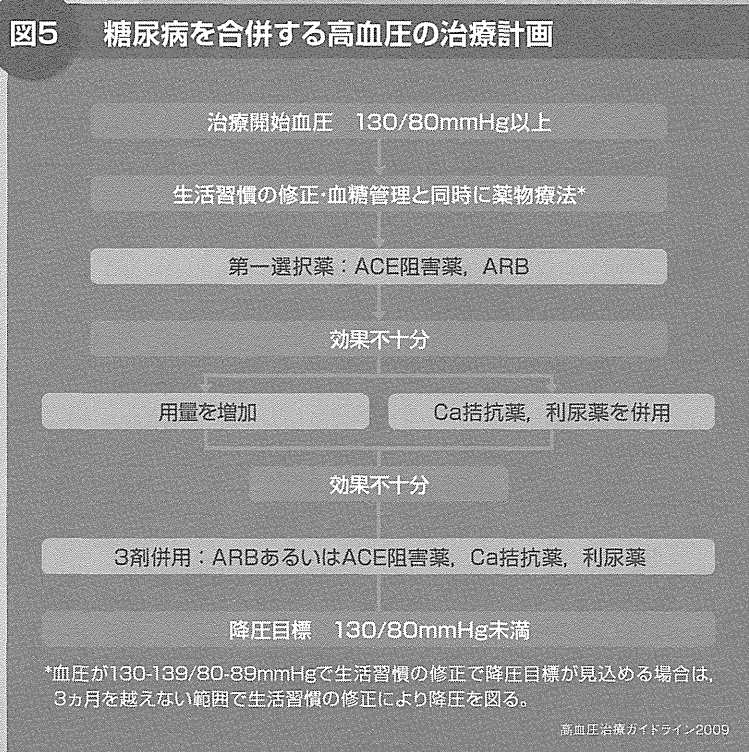 図5 糖尿病を合併する高血圧の治療計画
治療開始血圧 130/80mmHg以上
生活習慣の修正・血糖管理と同時に薬物療法*
第一選択薬：ACE阻害薬，ARB
効果不十分
用量を増加
Ca拮抗薬，利尿薬を併用
効果不十分
3剤併用：ARBあるいはACE阻害薬，Ca拮抗薬，利尿薬
降圧目標 130/80mmHg未満
*血圧が130-139/80-89mmHgで生活習慣の修正で降圧目標が見込める場合は，
3ヵ月を越えない範囲で生活習慣の修正により降圧を図る。
高血圧治療ガイドライン2009